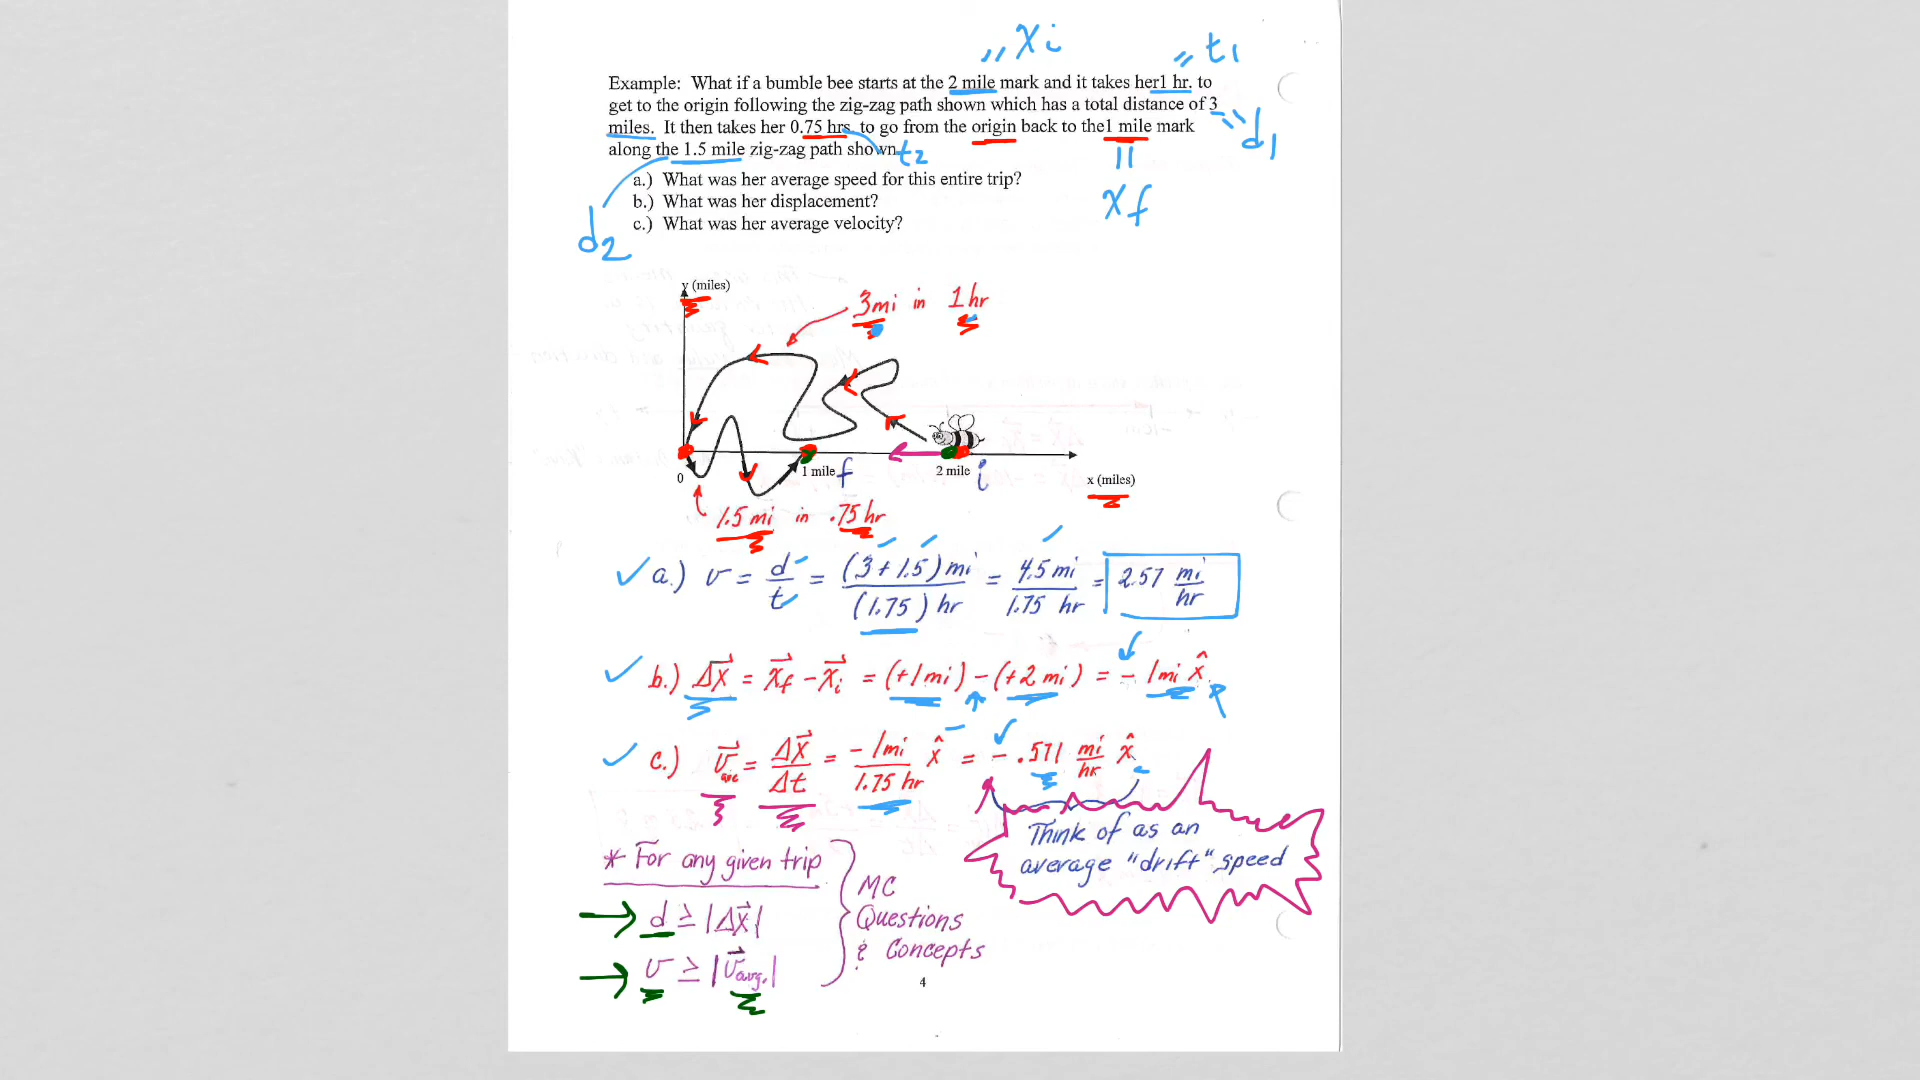 „ xi
„ t1
Example: What if a bumble bee starts at the 2 mile mark and it takes her1 hr. to
get to the origin following the zig-zag path shown which has a total distance of 3
miles. It then takes her 0.75 hrs. to go from the origin back to the1 mile mark
along the 1.5 mile zig-zag path shown.
d1
t2
xf
d2
a.) What was her average speed for this entire trip?
b.) What was her displacement?
c.) What was her average velocity?
y (miles)
3mi in 1hr
0
1 mile f
2 mile i
x (miles)
1.5 mi in .75 hr
a.) v = d/t = (3+1.5)mi/(1.75)hr = 4.5 mi/1.75 hr = 2.57 mi/hr
b.) Δx⃗ = x⃗f - x⃗i = (+1mi) - (+2 mi) = - 1mi x̂
c.) v⃗ave = Δx⃗/Δt = -1mi/1.75 hr x̂ = - .571 mi/hr x̂
Think of as an
average "drift" speed
* For any given trip
d ≥ |Δx⃗|
v ≥ |v⃗avg.|
MC
Questions
& Concepts
4